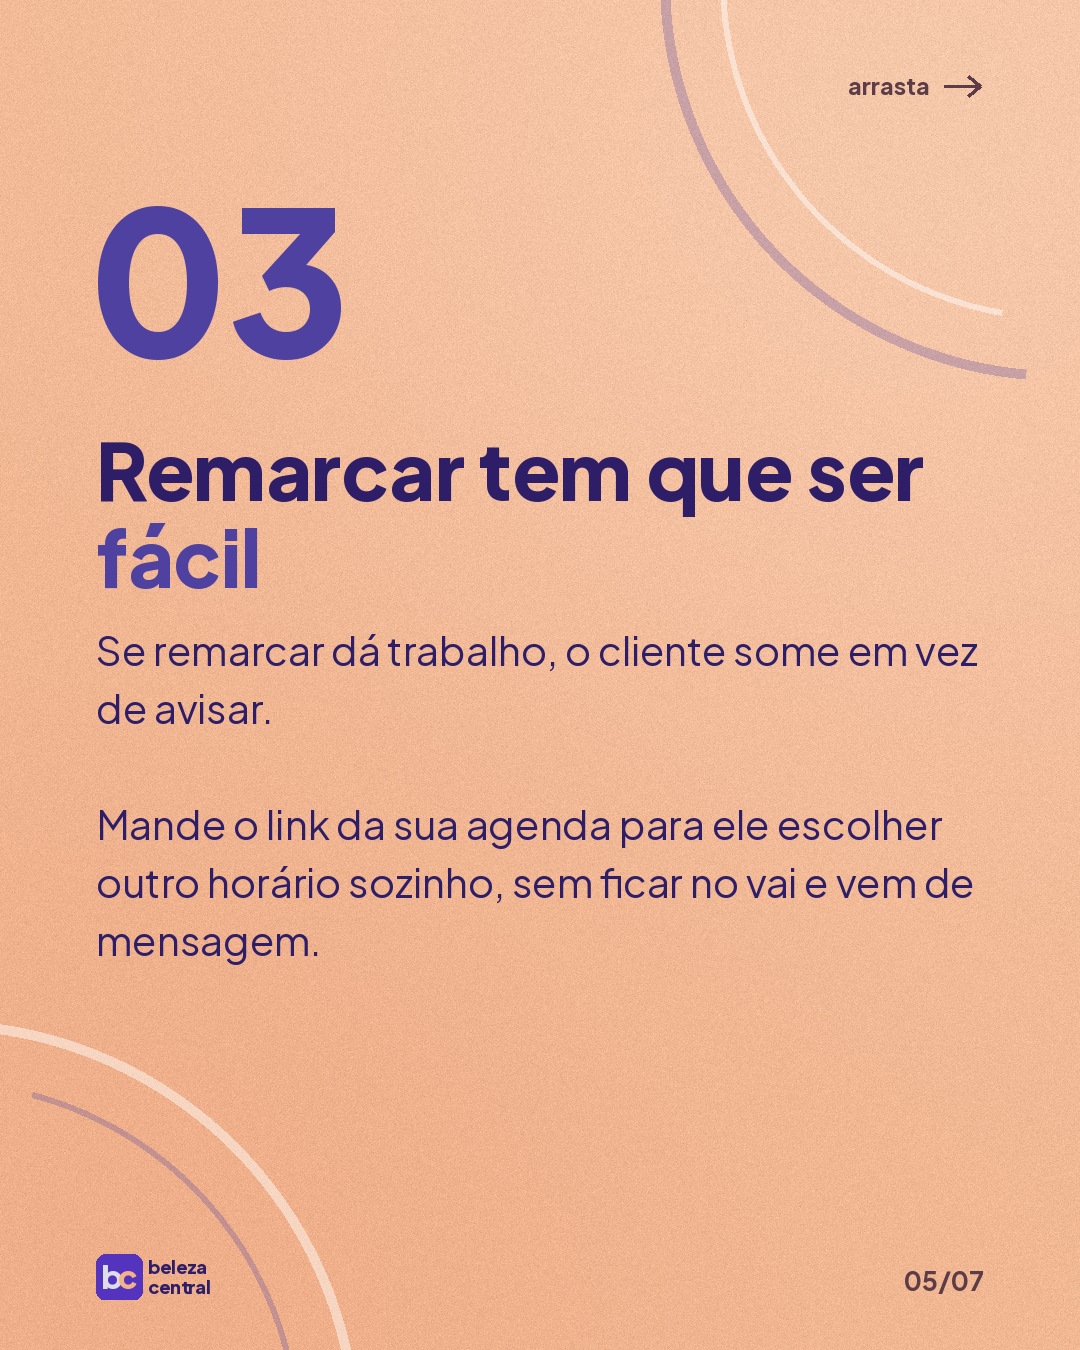 arrasta
03
Remarcar tem que ser
fácil
Se remarcar dá trabalho, o cliente some em vez
de avisar.
Mande o link da sua agenda para ele escolher
outro horário sozinho, sem ficar no vai e vem de
mensagem.
bc
beleza
central
05/07